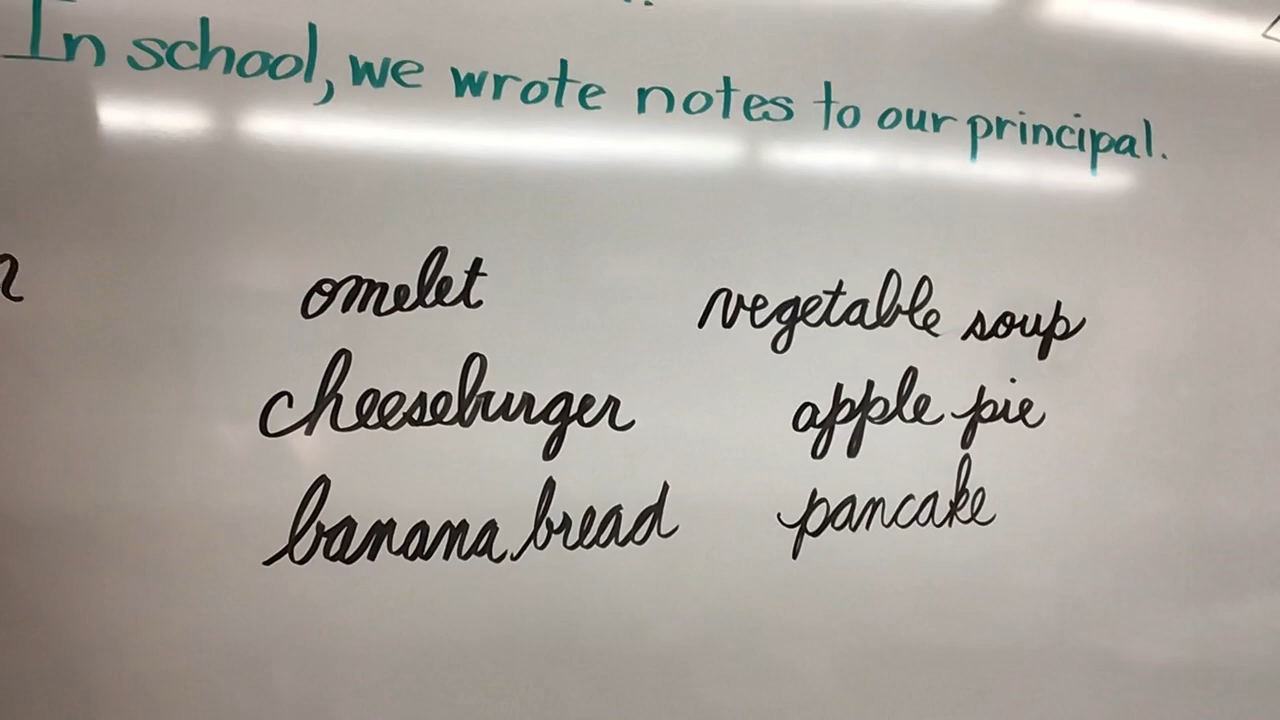 In school, we wrote notes to our principal.
omelet
cheeseburger
banana bread
vegetable soup
apple pie
pancake